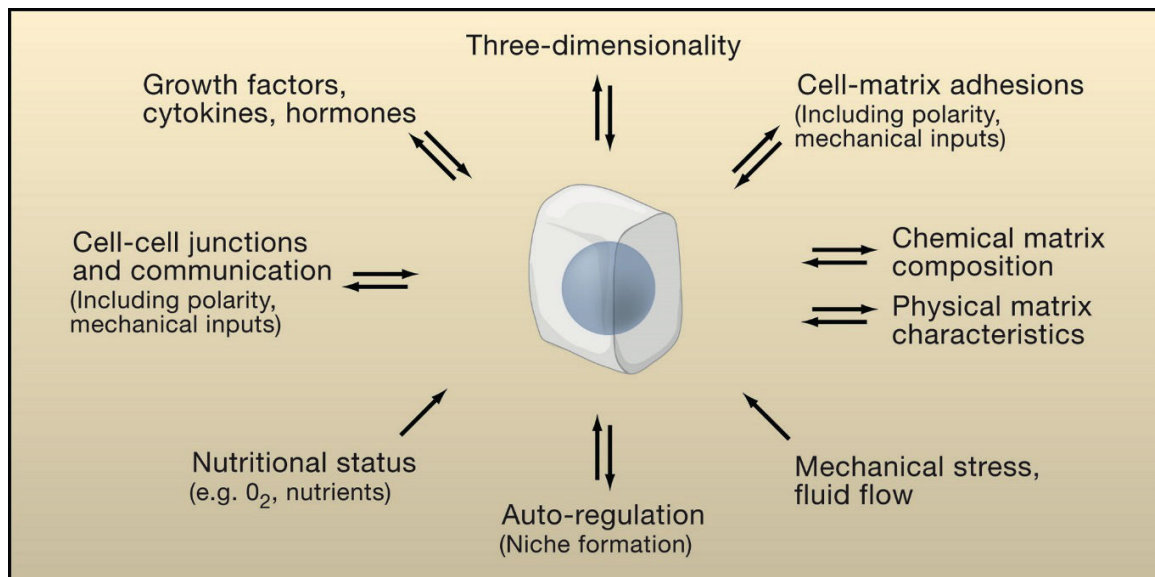 Three-dimensionality
Growth factors,
cytokines, hormones
Cell-matrix adhesions
(Including polarity,
mechanical inputs)
Cell-cell junctions
and communication
(Including polarity,
mechanical inputs)
Chemical matrix
composition
Physical matrix
characteristics
Nutritional status
(e.g. 0₂, nutrients)
Auto-regulation
(Niche formation)
Mechanical stress,
fluid flow